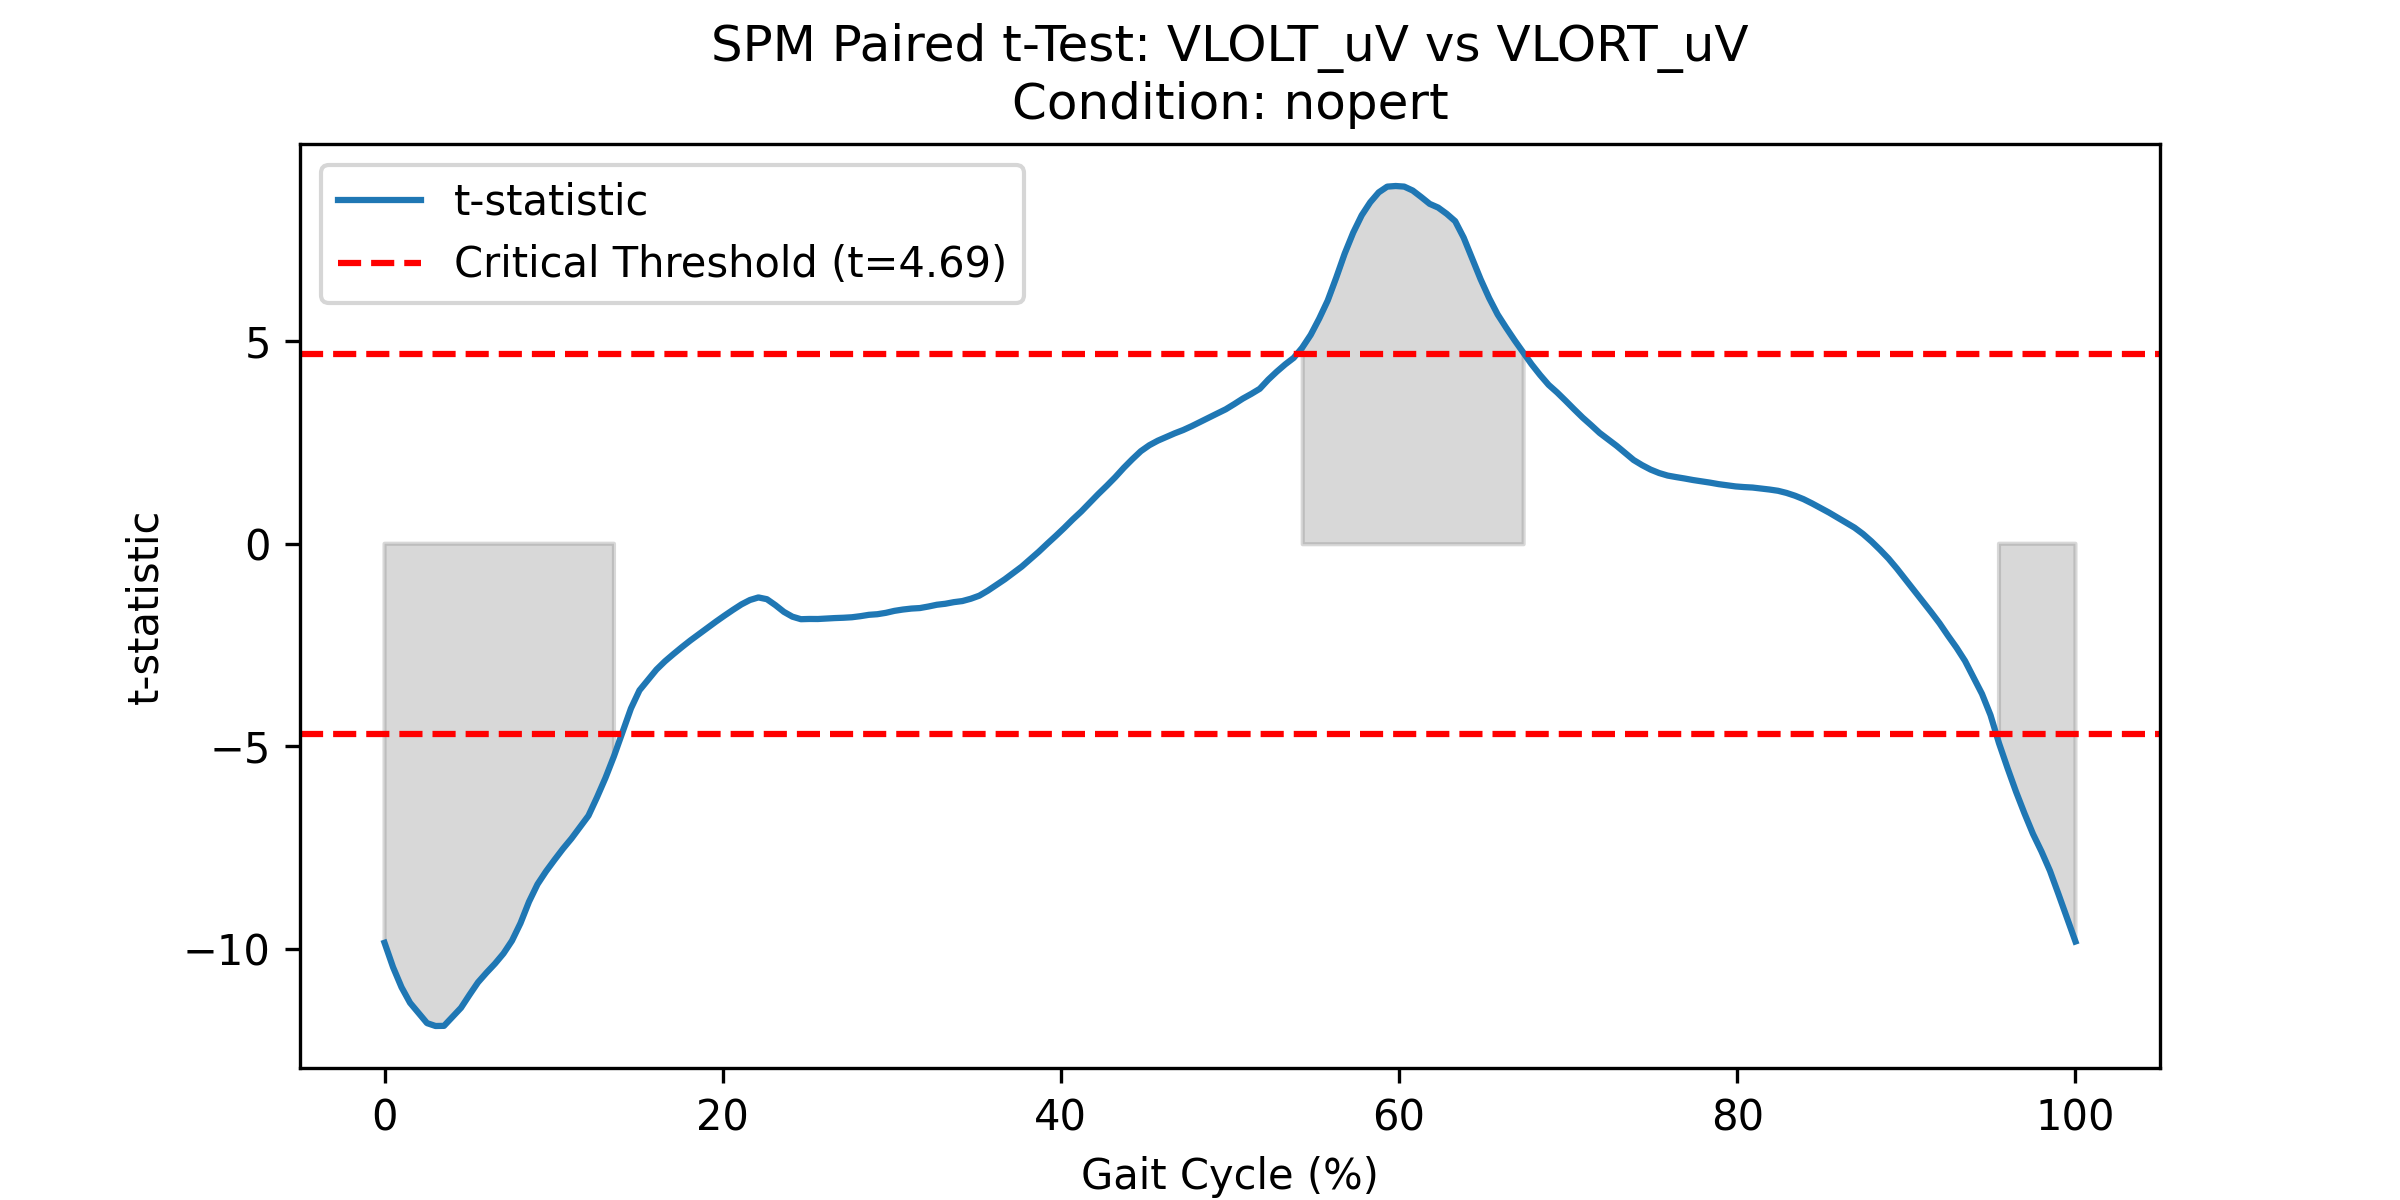 SPM Paired t-Test: VLOLT_uV vs VLORT_uV
Condition: nopert
t-statistic
Critical Threshold (t=4.69)
5
0
−5
−10
t-statistic
0 20 40 60 80 100
Gait Cycle (%)